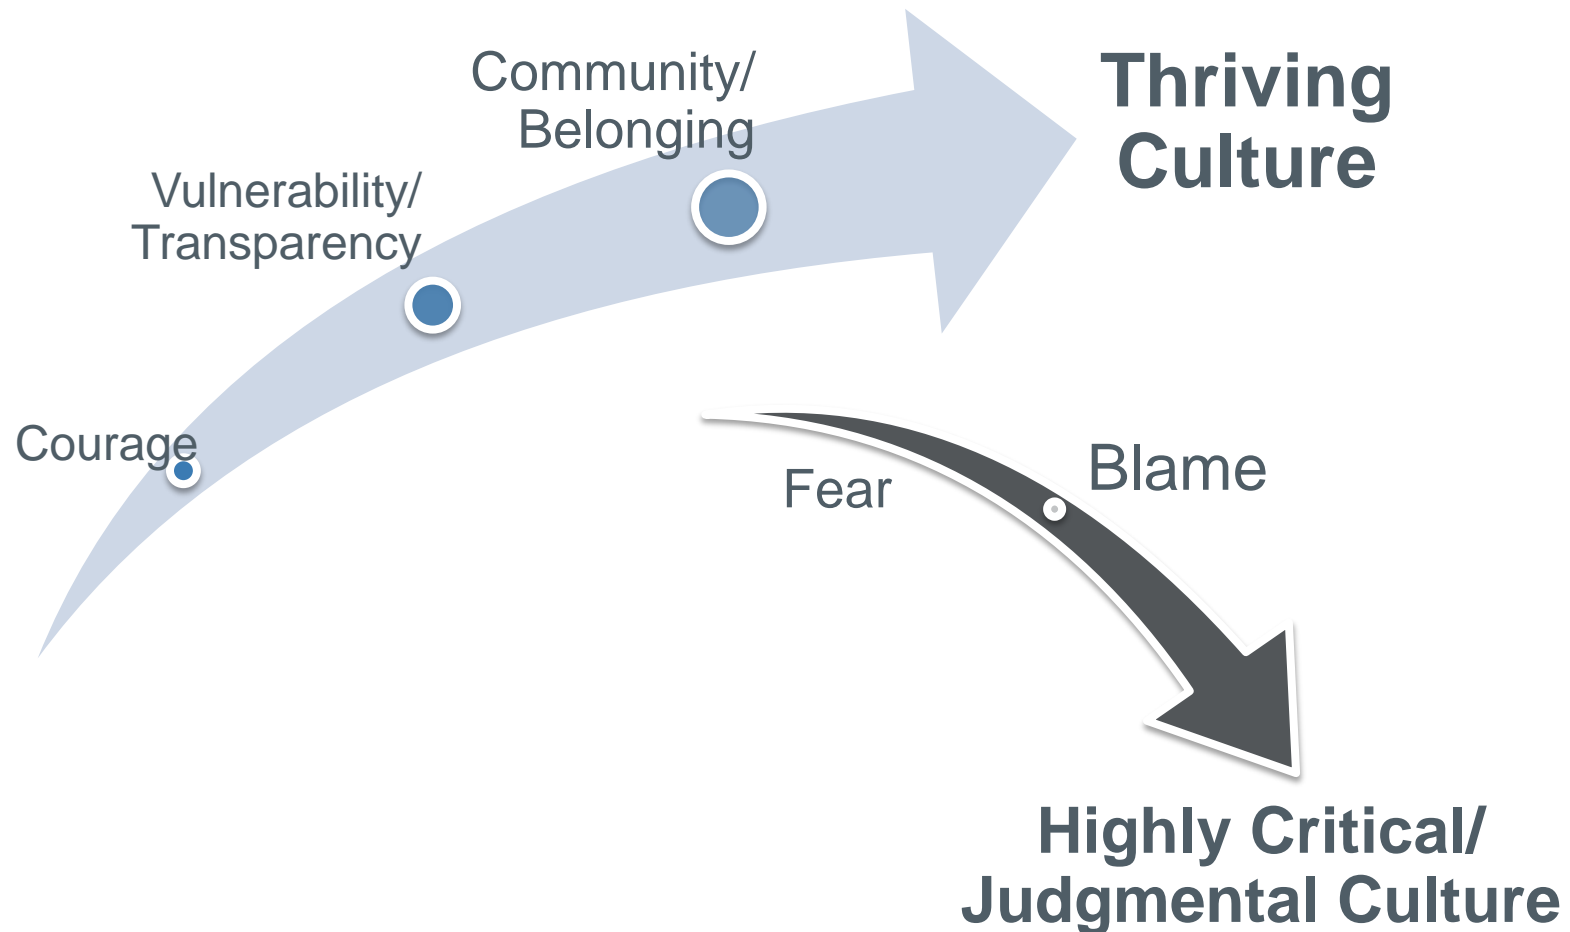 Community/
Belonging
Thriving
Culture
Vulnerability/
Transparency
Courage
Fear
Blame
Highly Critical/
Judgmental Culture